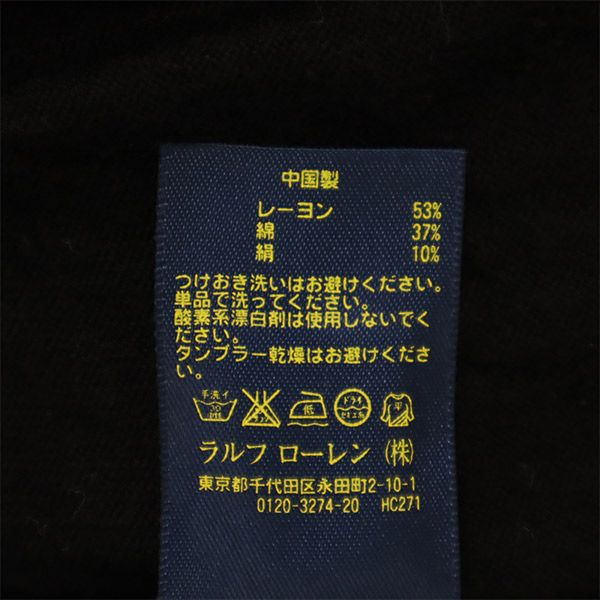 中国製
レーヨン 53%
綿 37%
絹 10%
つけおき洗いはお避けください。
単品で洗ってください。
酸素系漂白剤は使用しないでく
ださい。
タンブラー乾燥はお避けくださ
い。
手洗イ 30 低 ドライ セキユ系 平
ラルフ ローレン (株)
東京都千代田区永田町2-10-1
0120-3274-20 HC271